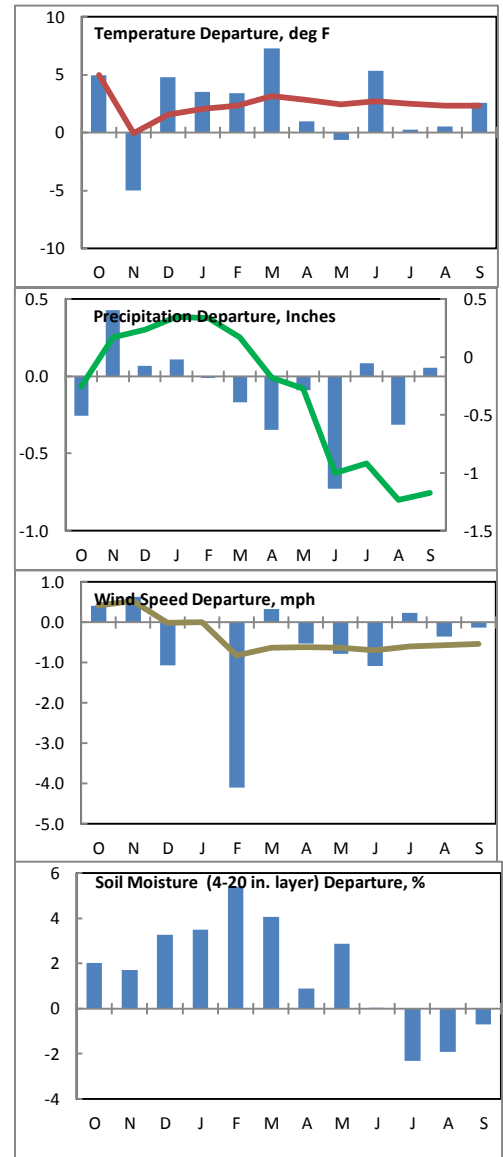 Temperature Departure, deg F
10
5
0
-5
-10
O N D J F M A M J J A S
Precipitation Departure, Inches
0.5 0.5
0.0 0
-0.5 -0.5
-1
-1.0 -1.5
O N D J F M A M J J A S
Wind Speed Departure, mph
1.0
0.0
-1.0
-2.0
-3.0
-4.0
-5.0
O N D J F M A M J J A S
Soil Moisture (4-20 in. layer) Departure, %
6
4
2
0
-2
-4
O N D J F M A M J J A S